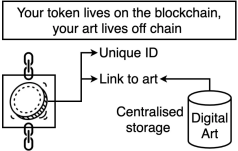 Your token lives on the blockchain,
your art lives off chain
Unique ID
Link to art
Centralised
storage
Digital
Art